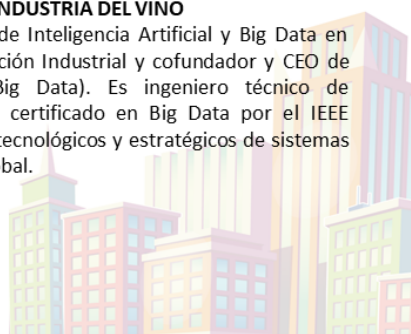 NDUSTRIA DEL VINO
de Inteligencia Artificial y Big Data en
ción Industrial y cofundador y CEO de
Big Data). Es ingeniero técnico de
certificado en Big Data por el IEEE
tecnológicos y estratégicos de sistemas
bal.